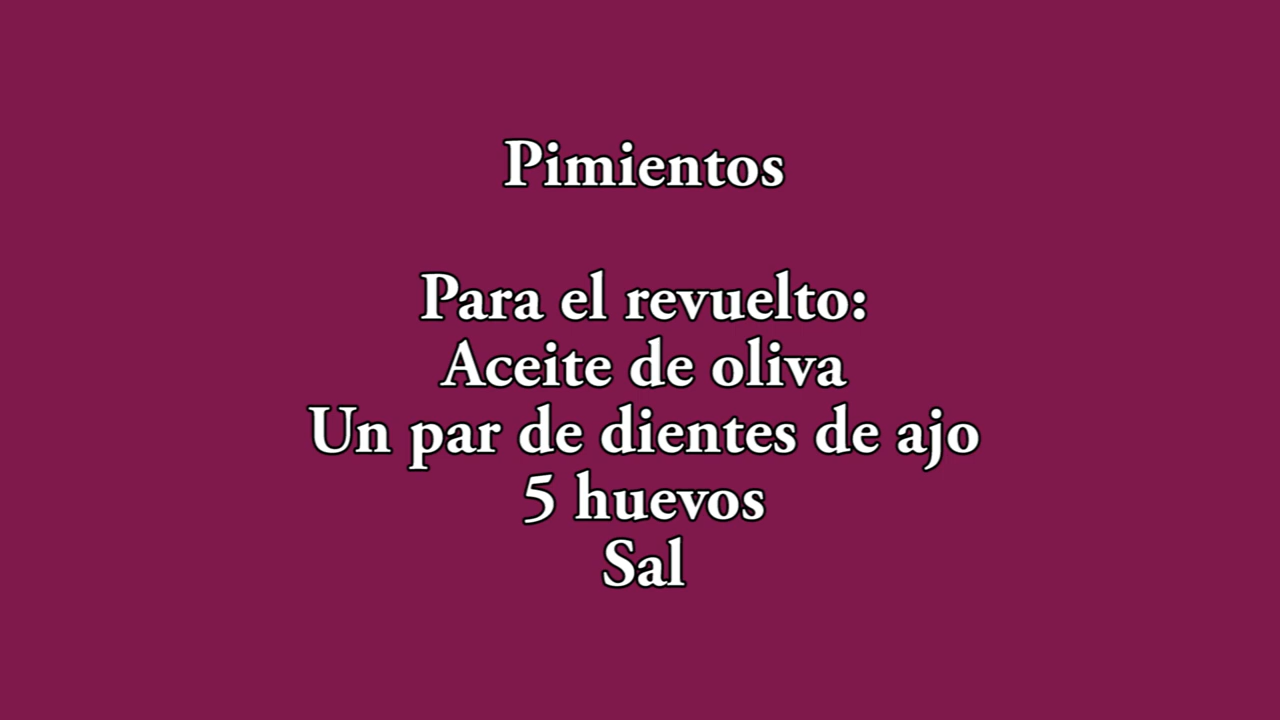 Pimientos
Para el revuelto:
Aceite de oliva
Un par de dientes de ajo
5 huevos
Sal